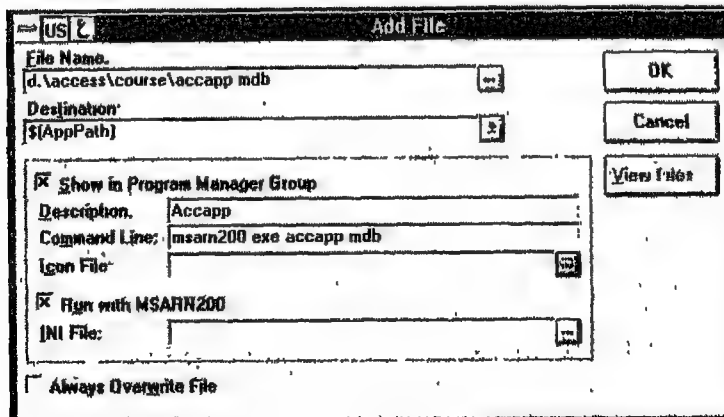 US
Add File
File Name.
d.\access\course\accapp mdb
Destination:
$(AppPath)
Show in Program Manager Group
Description.
Accapp
Command Line:
msarn200 exe accapp mdb
Icon File
Run with MSARN200
INI File:
Always Overwrite File
OK
Cancel
View Files